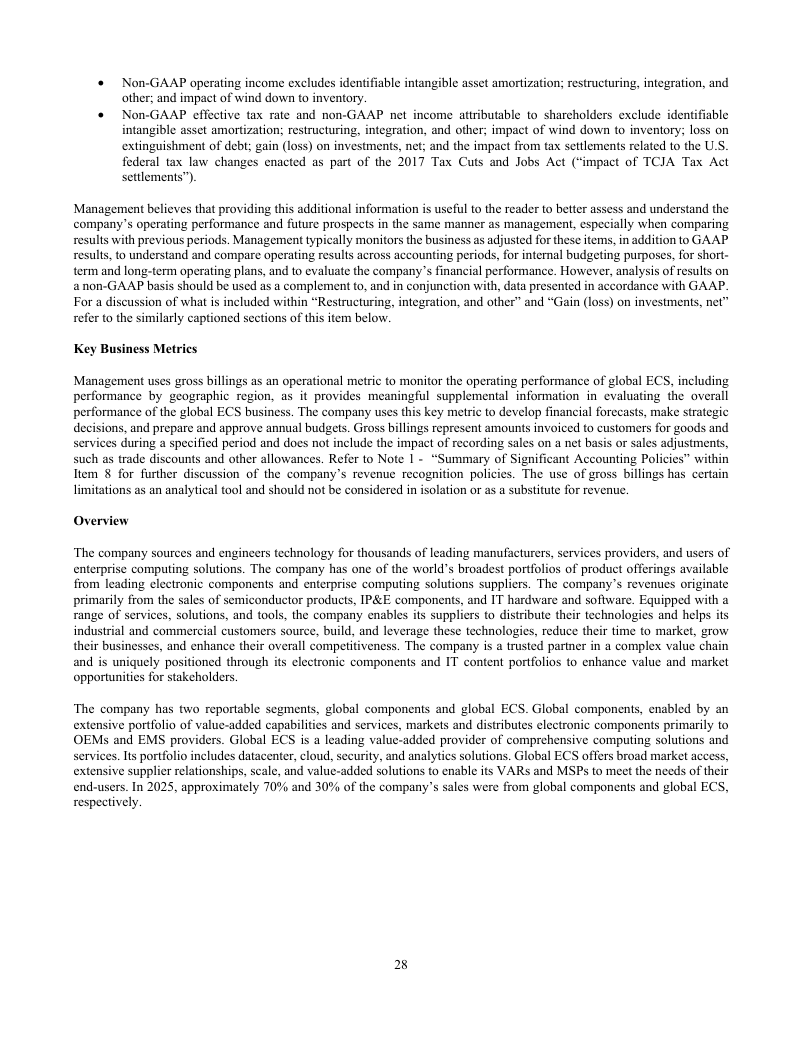 • Non-GAAP operating income excludes identifiable intangible asset amortization; restructuring, integration, and
other; and impact of wind down to inventory.
• Non-GAAP effective tax rate and non-GAAP net income attributable to shareholders exclude identifiable
intangible asset amortization; restructuring, integration, and other; impact of wind down to inventory; loss on
extinguishment of debt; gain (loss) on investments, net; and the impact from tax settlements related to the U.S.
federal tax law changes enacted as part of the 2017 Tax Cuts and Jobs Act (“impact of TCJA Tax Act
settlements”).
Management believes that providing this additional information is useful to the reader to better assess and understand the
company’s operating performance and future prospects in the same manner as management, especially when comparing
results with previous periods. Management typically monitors the business as adjusted for these items, in addition to GAAP
results, to understand and compare operating results across accounting periods, for internal budgeting purposes, for short-
term and long-term operating plans, and to evaluate the company’s financial performance. However, analysis of results on
a non-GAAP basis should be used as a complement to, and in conjunction with, data presented in accordance with GAAP.
For a discussion of what is included within “Restructuring, integration, and other” and “Gain (loss) on investments, net”
refer to the similarly captioned sections of this item below.
Key Business Metrics
Management uses gross billings as an operational metric to monitor the operating performance of global ECS, including
performance by geographic region, as it provides meaningful supplemental information in evaluating the overall
performance of the global ECS business. The company uses this key metric to develop financial forecasts, make strategic
decisions, and prepare and approve annual budgets. Gross billings represent amounts invoiced to customers for goods and
services during a specified period and does not include the impact of recording sales on a net basis or sales adjustments,
such as trade discounts and other allowances. Refer to Note 1 - “Summary of Significant Accounting Policies” within
Item 8 for further discussion of the company’s revenue recognition policies. The use of gross billings has certain
limitations as an analytical tool and should not be considered in isolation or as a substitute for revenue.
Overview
The company sources and engineers technology for thousands of leading manufacturers, services providers, and users of
enterprise computing solutions. The company has one of the world’s broadest portfolios of product offerings available
from leading electronic components and enterprise computing solutions suppliers. The company’s revenues originate
primarily from the sales of semiconductor products, IP&E components, and IT hardware and software. Equipped with a
range of services, solutions, and tools, the company enables its suppliers to distribute their technologies and helps its
industrial and commercial customers source, build, and leverage these technologies, reduce their time to market, grow
their businesses, and enhance their overall competitiveness. The company is a trusted partner in a complex value chain
and is uniquely positioned through its electronic components and IT content portfolios to enhance value and market
opportunities for stakeholders.
The company has two reportable segments, global components and global ECS. Global components, enabled by an
extensive portfolio of value-added capabilities and services, markets and distributes electronic components primarily to
OEMs and EMS providers. Global ECS is a leading value-added provider of comprehensive computing solutions and
services. Its portfolio includes datacenter, cloud, security, and analytics solutions. Global ECS offers broad market access,
extensive supplier relationships, scale, and value-added solutions to enable its VARs and MSPs to meet the needs of their
end-users. In 2025, approximately 70% and 30% of the company’s sales were from global components and global ECS,
respectively.
28